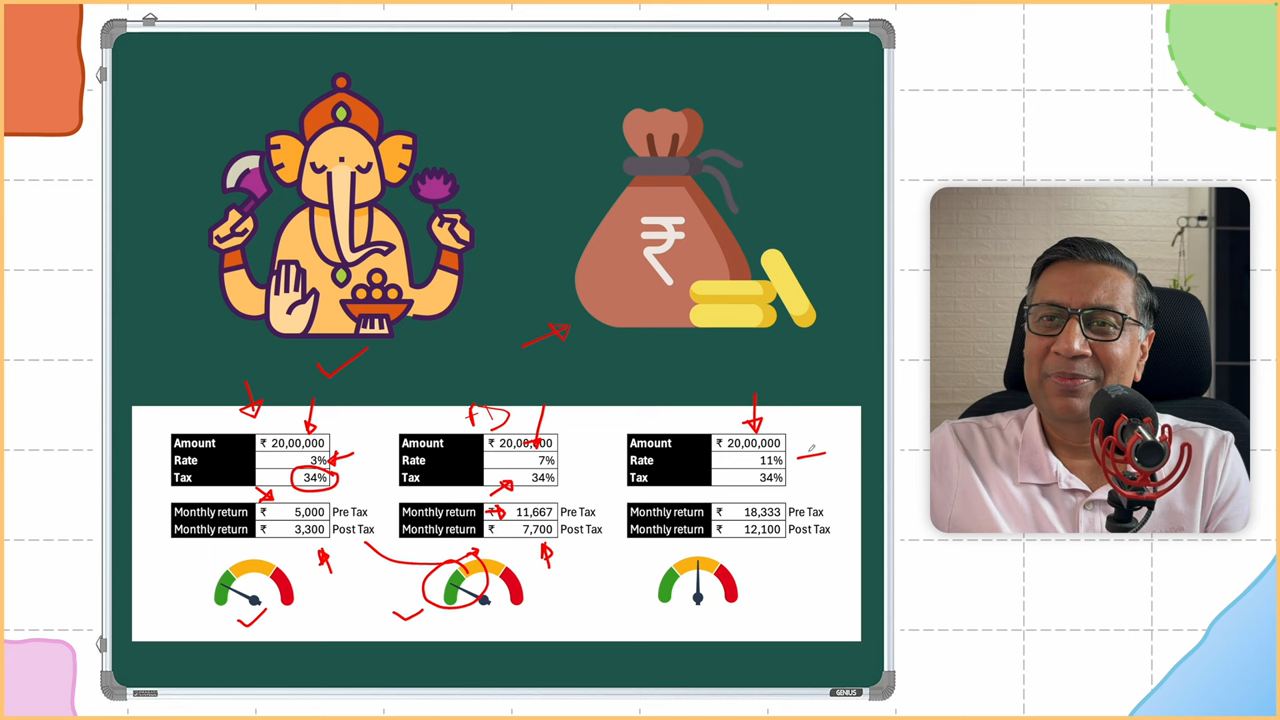 ₹
FD
Amount ₹ 20,00,000
Rate 3%
Tax 34%
Monthly return ₹ 5,000 Pre Tax
Monthly return ₹ 3,300 Post Tax
Amount ₹ 20,00,000
Rate 7%
Tax 34%
Monthly return ₹ 11,667 Pre Tax
Monthly return ₹ 7,700 Post Tax
Amount ₹ 20,00,000
Rate 11%
Tax 34%
Monthly return ₹ 18,333 Pre Tax
Monthly return ₹ 12,100 Post Tax
GENIUS